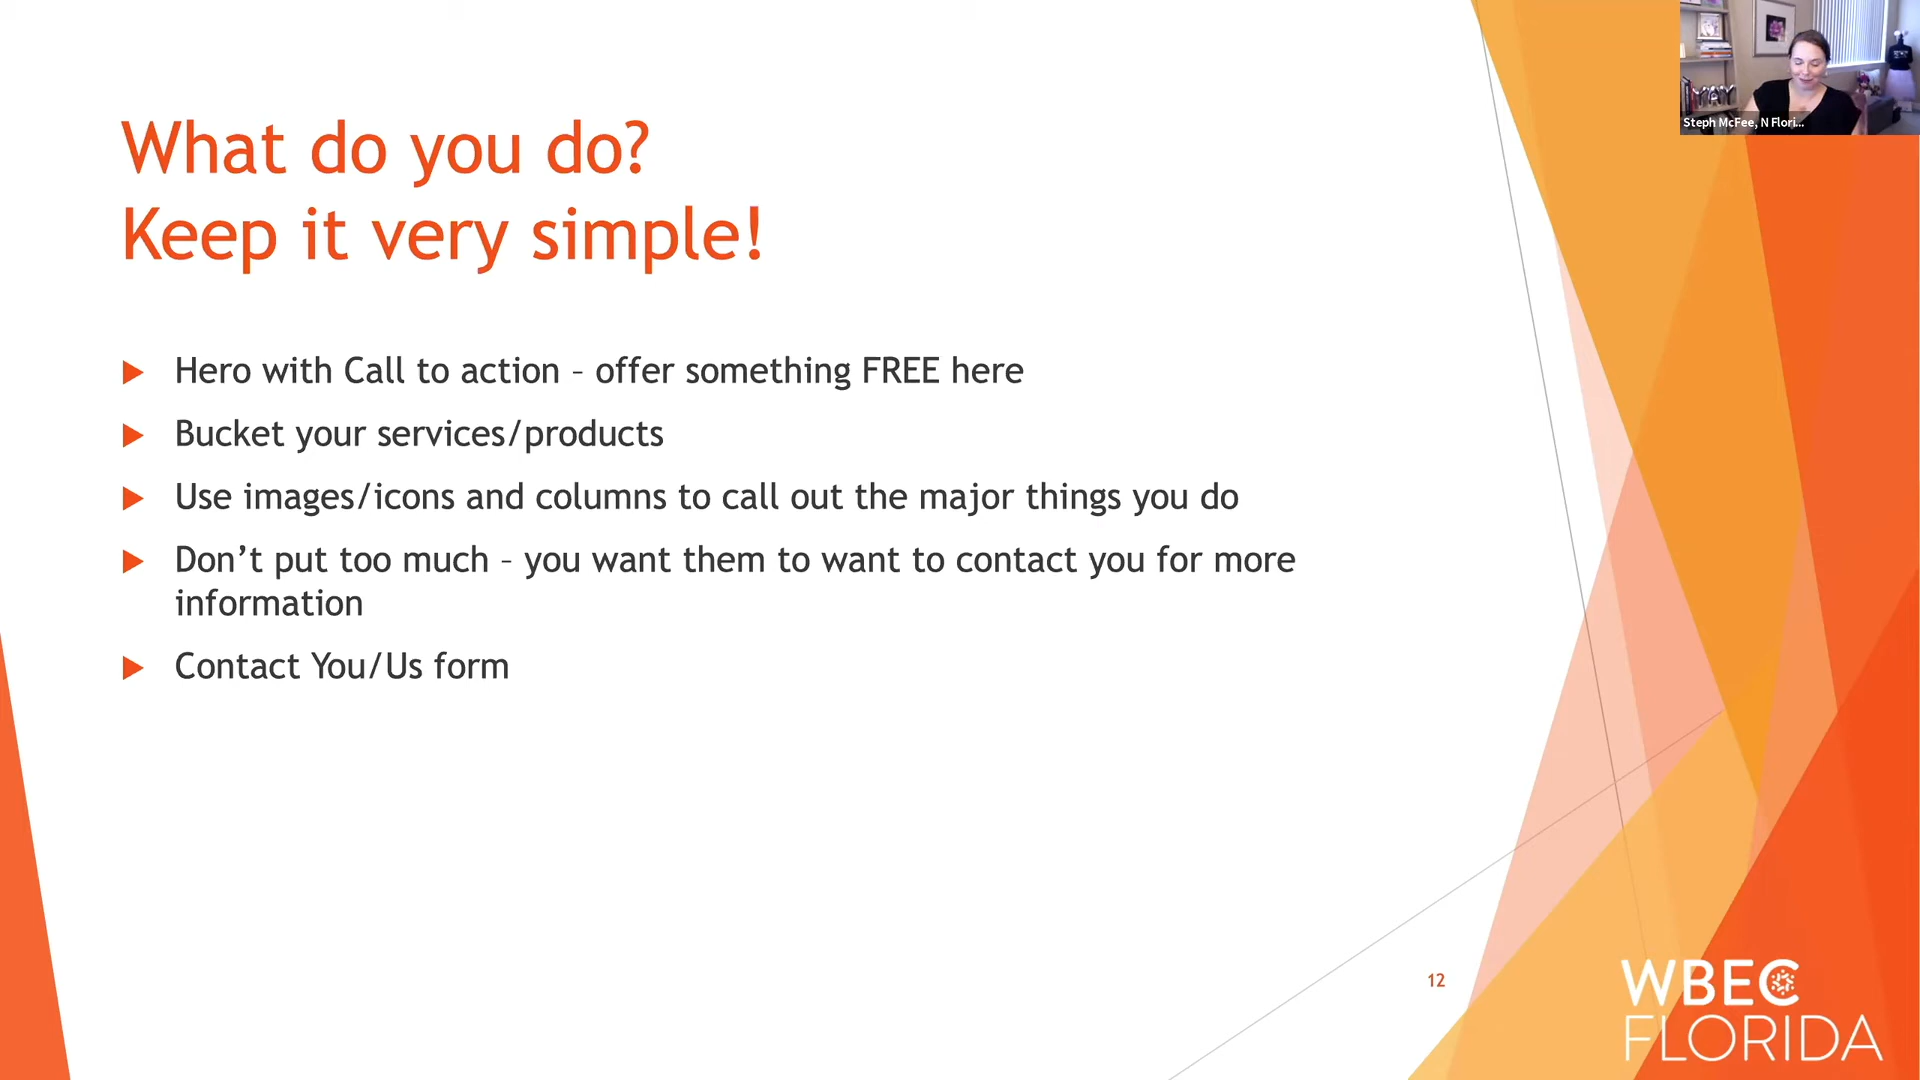 What do you do?
Keep it very simple!
Hero with Call to action – offer something FREE here
Bucket your services/products
Use images/icons and columns to call out the major things you do
Don’t put too much – you want them to want to contact you for more
information
Contact You/Us form
12
WBEC
FLORIDA
YAY
Steph McFee, N Flori...